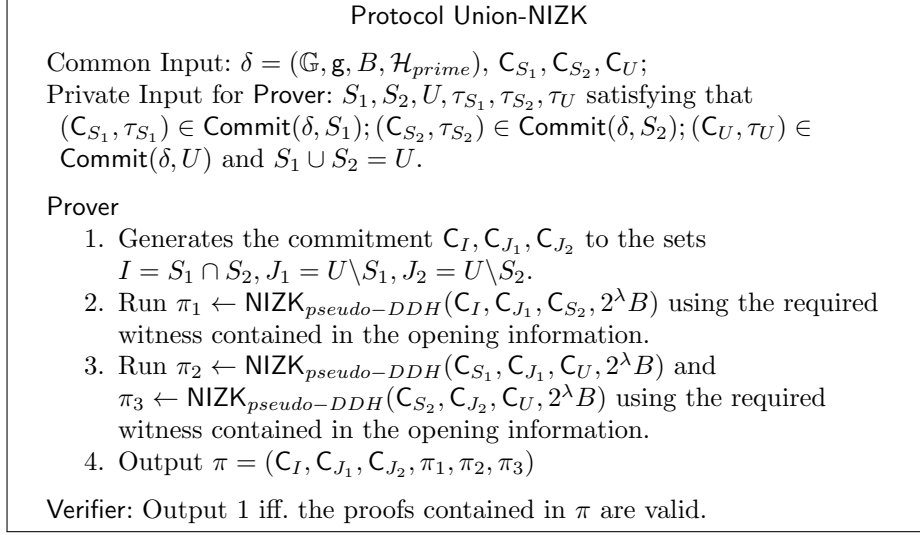 Protocol Union-NIZK
Common Input: δ = (𝔾, g, B, ℋ_{prime}), C_{S_1}, C_{S_2}, C_U;
Private Input for Prover: S_1, S_2, U, τ_{S_1}, τ_{S_2}, τ_U satisfying that
(C_{S_1}, τ_{S_1}) ∈ Commit(δ, S_1); (C_{S_2}, τ_{S_2}) ∈ Commit(δ, S_2); (C_U, τ_U) ∈
Commit(δ, U) and S_1 ∪ S_2 = U.
Prover
1. Generates the commitment C_I, C_{J_1}, C_{J_2} to the sets
I = S_1 ∩ S_2, J_1 = U\S_1, J_2 = U\S_2.
2. Run π_1 ← NIZK_{pseudo−DDH}(C_I, C_{J_1}, C_{S_2}, 2^λ B) using the required
witness contained in the opening information.
3. Run π_2 ← NIZK_{pseudo−DDH}(C_{S_1}, C_{J_1}, C_U, 2^λ B) and
π_3 ← NIZK_{pseudo−DDH}(C_{S_2}, C_{J_2}, C_U, 2^λ B) using the required
witness contained in the opening information.
4. Output π = (C_I, C_{J_1}, C_{J_2}, π_1, π_2, π_3)
Verifier: Output 1 iff. the proofs contained in π are valid.